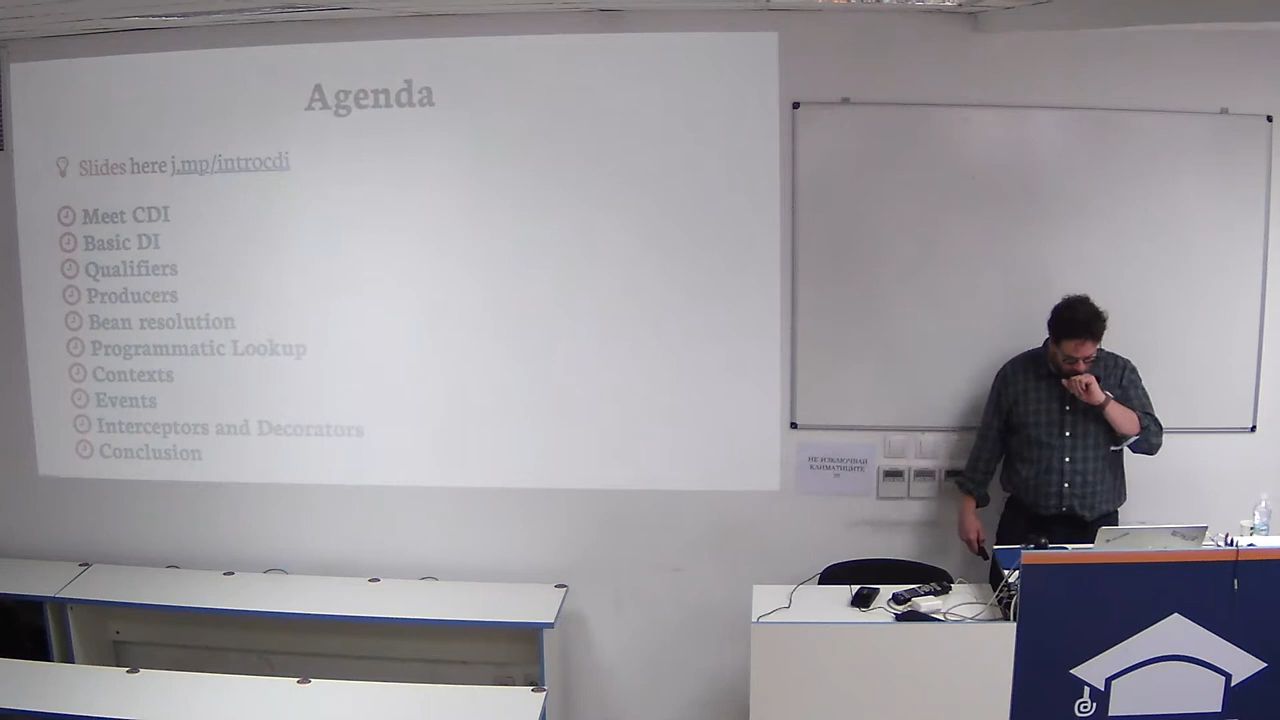 Agenda
Slides here j.mp/introcdi
Meet CDI
Basic DI
Qualifiers
Producers
Bean resolution
Programmatic Lookup
Contexts
Events
Interceptors and Decorators
Conclusion
НЕ ИЗКЛЮЧВАЙ
КЛИМАТИЦИТЕ
!!!